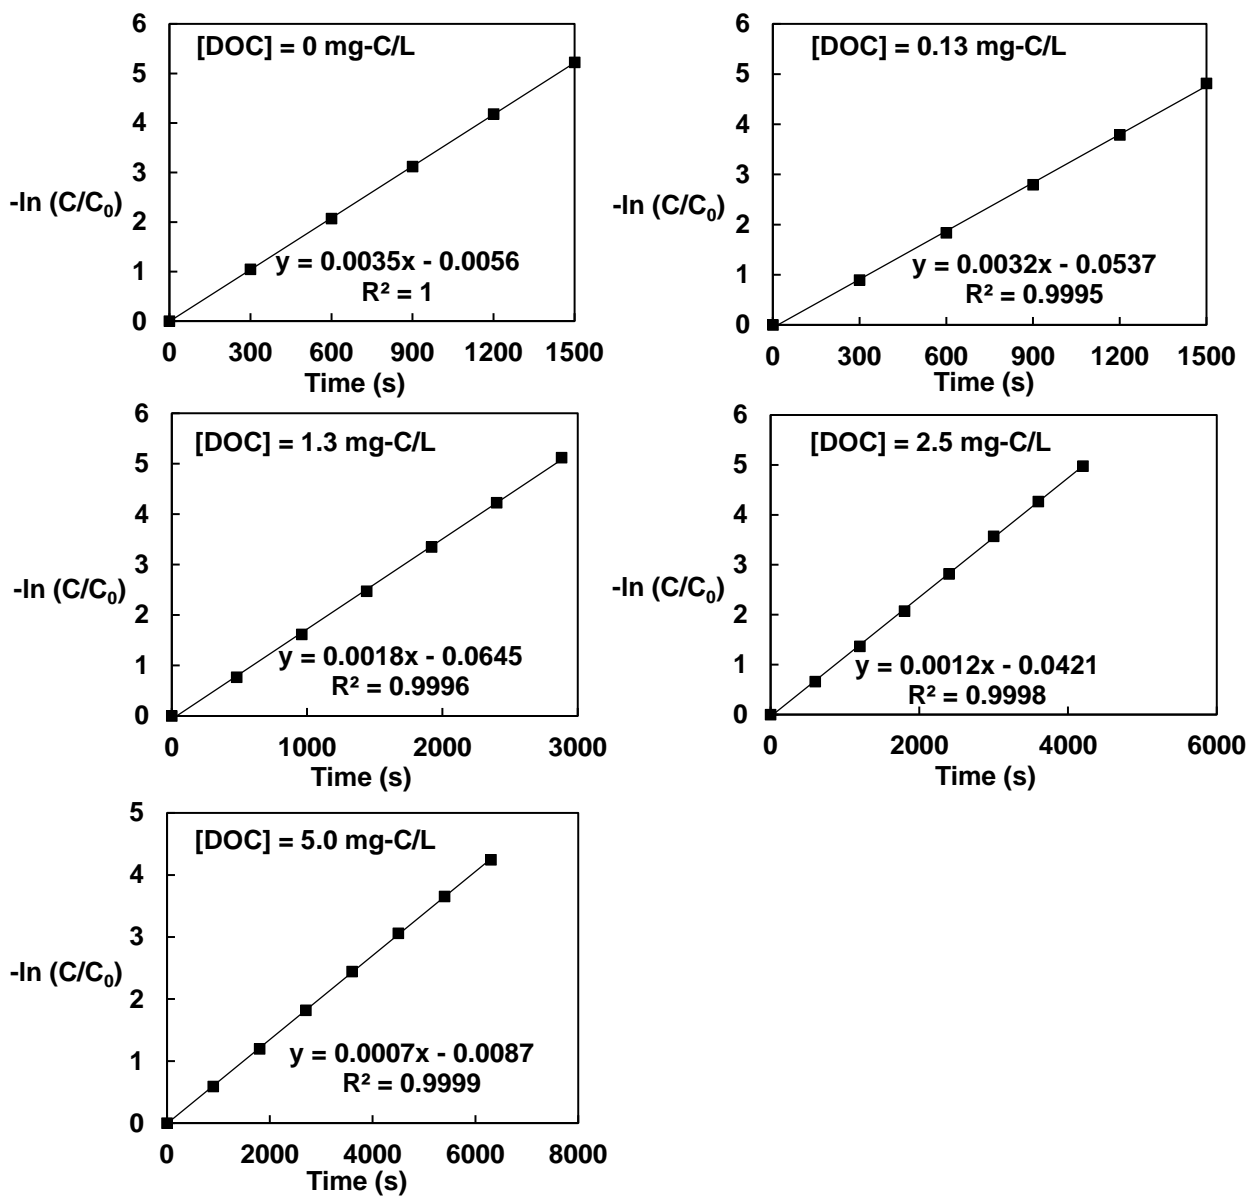 [DOC] = 0 mg-C/L
6
5
4
3
2
1
0
-ln (C/C₀)
y = 0.0035x - 0.0056
R² = 1
0 300 600 900 1200 1500
Time (s)
[DOC] = 0.13 mg-C/L
6
5
4
3
2
1
0
-ln (C/C₀)
y = 0.0032x - 0.0537
R² = 0.9995
0 300 600 900 1200 1500
Time (s)
[DOC] = 1.3 mg-C/L
6
5
4
3
2
1
0
-ln (C/C₀)
y = 0.0018x - 0.0645
R² = 0.9996
0 1000 2000 3000
Time (s)
[DOC] = 2.5 mg-C/L
6
5
4
3
2
1
0
-ln (C/C₀)
y = 0.0012x - 0.0421
R² = 0.9998
0 2000 4000 6000
Time (s)
[DOC] = 5.0 mg-C/L
5
4
3
2
1
0
-ln (C/C₀)
y = 0.0007x - 0.0087
R² = 0.9999
0 2000 4000 6000 8000
Time (s)